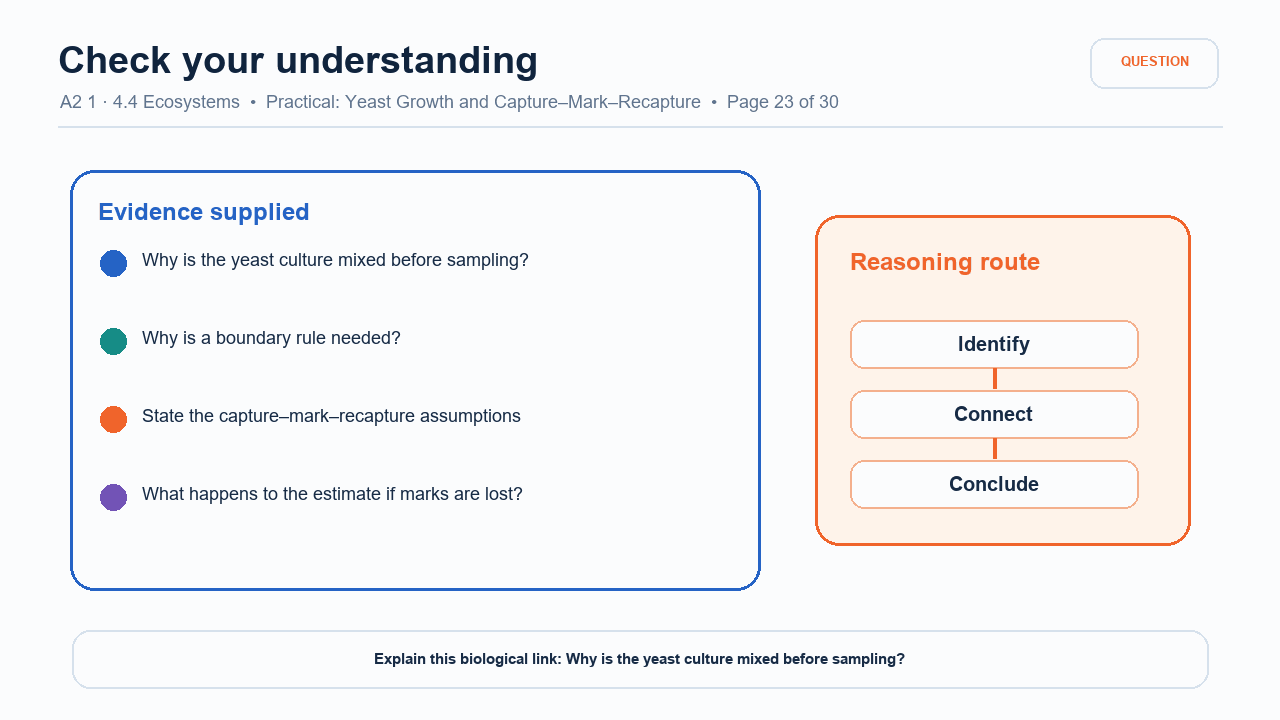 Check your understanding
QUESTION
A2 1 · 4.4 Ecosystems • Practical: Yeast Growth and Capture–Mark–Recapture • Page 23 of 30
Evidence supplied
Why is the yeast culture mixed before sampling?
Why is a boundary rule needed?
State the capture–mark–recapture assumptions
What happens to the estimate if marks are lost?
Reasoning route
Identify
Connect
Conclude
Explain this biological link: Why is the yeast culture mixed before sampling?